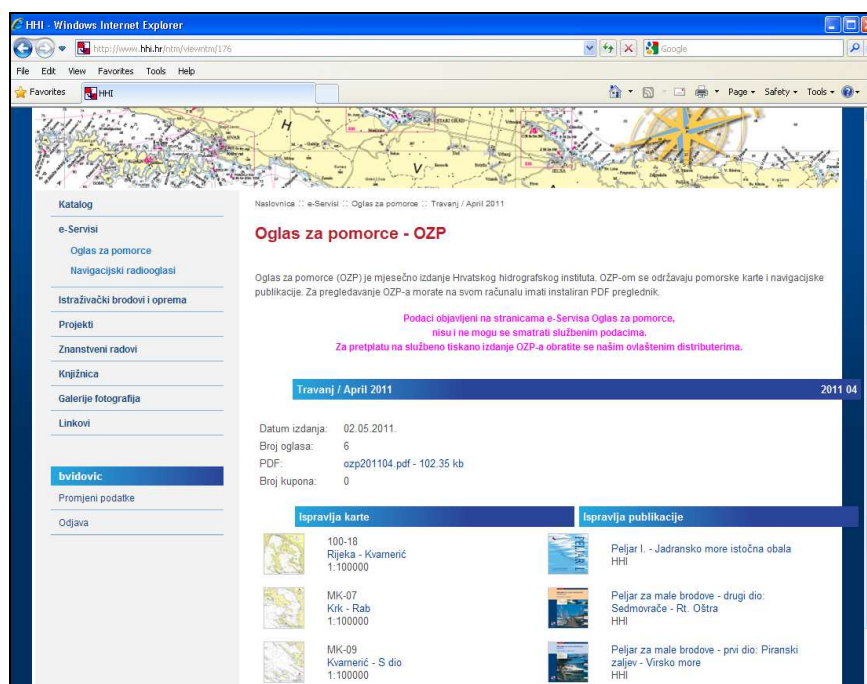 HHI - Windows Internet Explorer
http://www.hhi.hr/ntm/viewntm/176
Google
File Edit View Favorites Tools Help
Favorites HHI
Page Safety Tools
STARI GRAD
H
V
JELSA
Katalog
e-Servisi
Oglas za pomorce
Navigacijski radiooglasi
Istraživački brodovi i oprema
Projekti
Znanstveni radovi
Knjižnica
Galerije fotografija
Linkovi
bvidovic
Promjeni podatke
Odjava
Naslovnica :: e-Servisi :: Oglas za pomorce :: Travanj / April 2011
Oglas za pomorce - OZP
Oglas za pomorce (OZP) je mjesečno izdanje Hrvatskog hidrografskog instituta. OZP-om se održavaju pomorske karte i navigacijske
publikacije. Za pregledavanje OZP-a morate na svom računalu imati instaliran PDF preglednik.
Podaci objavljeni na stranicama e-Servisa Oglas za pomorce,
nisu i ne mogu se smatrati službenim podacima.
Za pretplatu na službeno tiskano izdanje OZP-a obratite se našim ovlaštenim distributerima.
Travanj / April 2011 2011 04
Datum izdanja: 02.05.2011.
Broj oglasa: 6
PDF: ozp201104.pdf - 102.35 kb
Broj kupona: 0
Ispravlja karte
100-18
Rijeka - Kvarnerić
1:100000
MK-07
Krk - Rab
1:100000
MK-09
Kvarnerić - S dio
1:100000
Ispravlja publikacije
PELJAR I.
Peljar I. - Jadransko more istočna obala
HHI
Peljar za male brodove - drugi dio:
Sedmovrače - Rt. Oštra
HHI
Peljar za male brodove - prvi dio: Piranski
zaljev - Virsko more
HHI